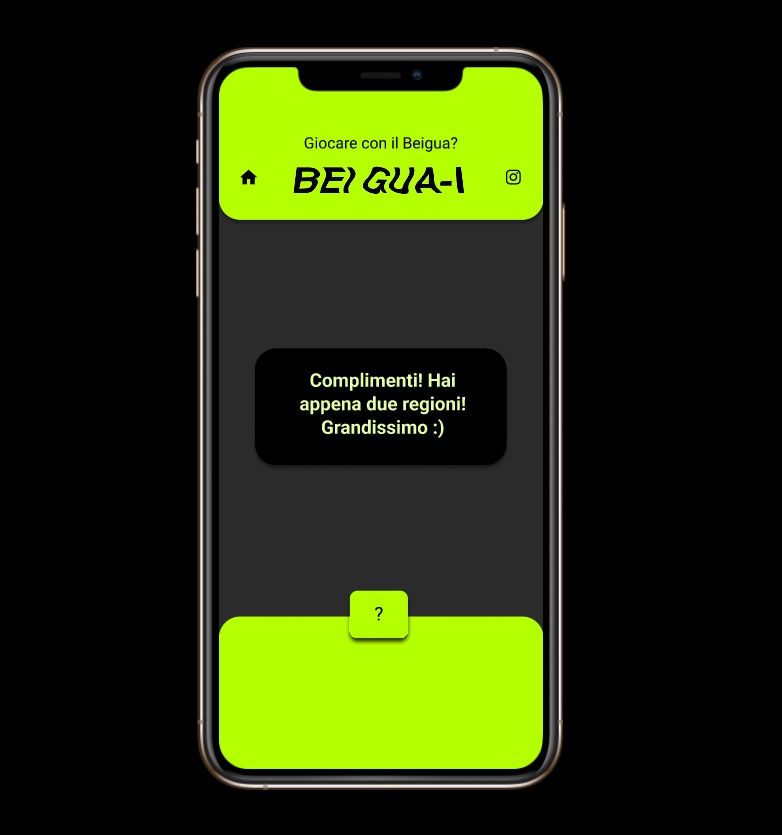 Giocare con il Beigua?
BEI GUA-I
Complimenti! Hai
appena due regioni!
Grandissimo :)
?